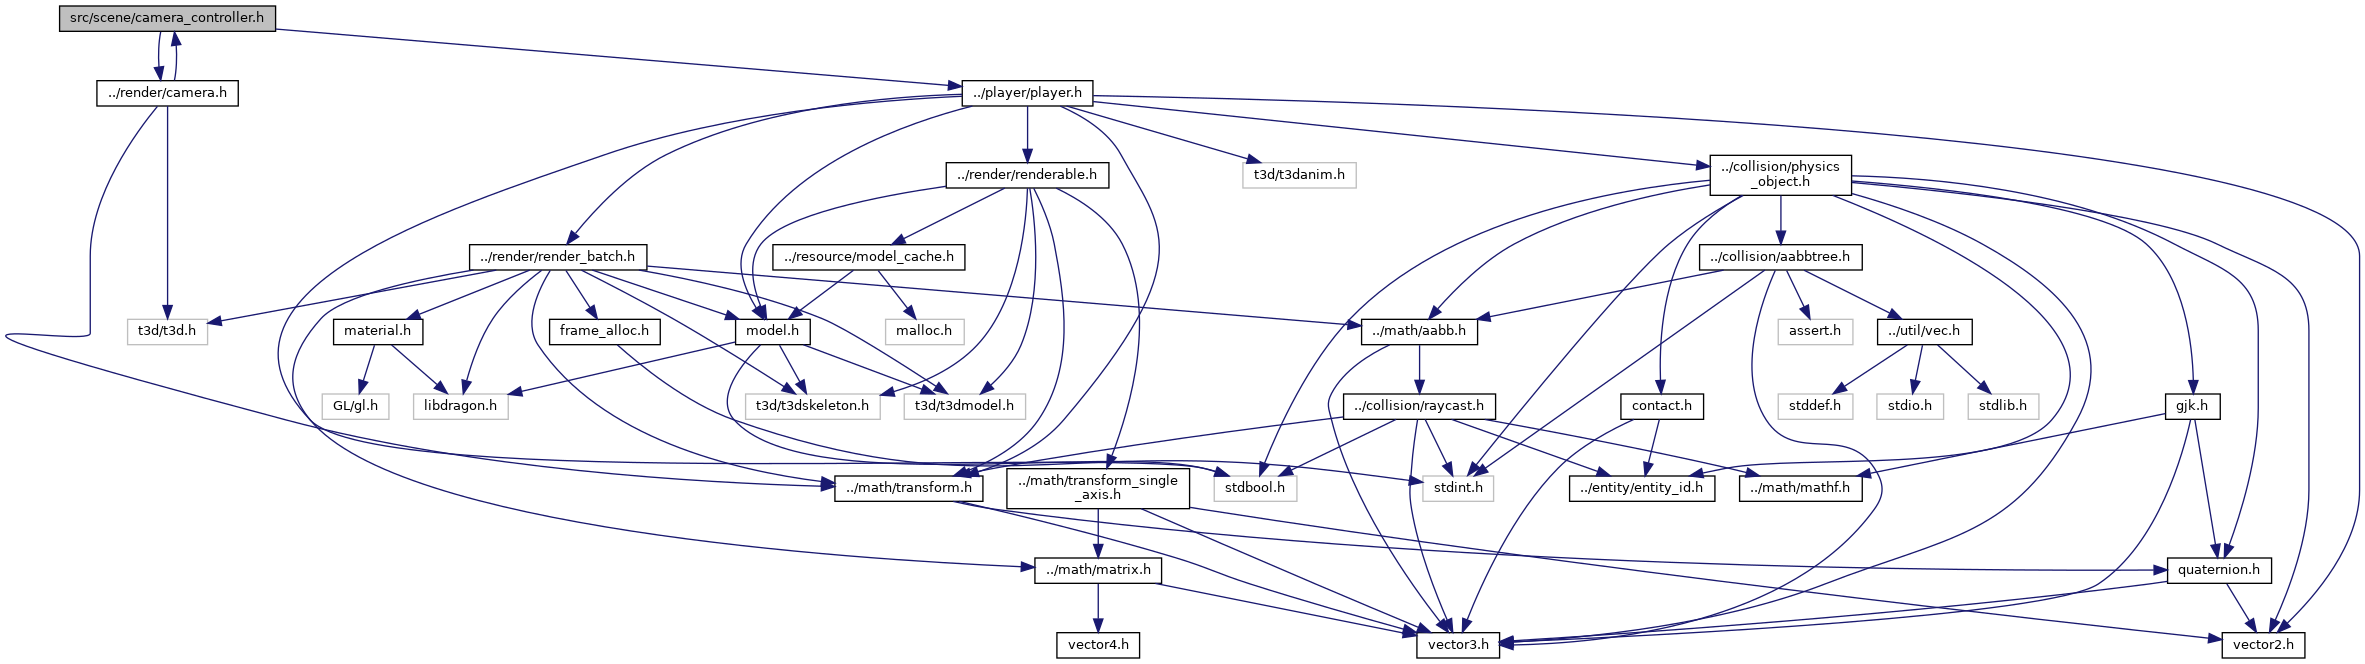 src/scene/camera_controller.h
../render/camera.h
../player/player.h
../render/renderable.h
t3d/t3danim.h
../collision/physics
_object.h
../render/render_batch.h
../resource/model_cache.h
../collision/aabbtree.h
t3d/t3d.h
material.h
frame_alloc.h
model.h
malloc.h
../math/aabb.h
assert.h
../util/vec.h
GL/gl.h
libdragon.h
t3d/t3dskeleton.h
t3d/t3dmodel.h
../collision/raycast.h
contact.h
stddef.h
stdio.h
stdlib.h
gjk.h
../math/transform.h
../math/transform_single
_axis.h
stdbool.h
stdint.h
../entity/entity_id.h
../math/mathf.h
../math/matrix.h
quaternion.h
vector4.h
vector3.h
vector2.h